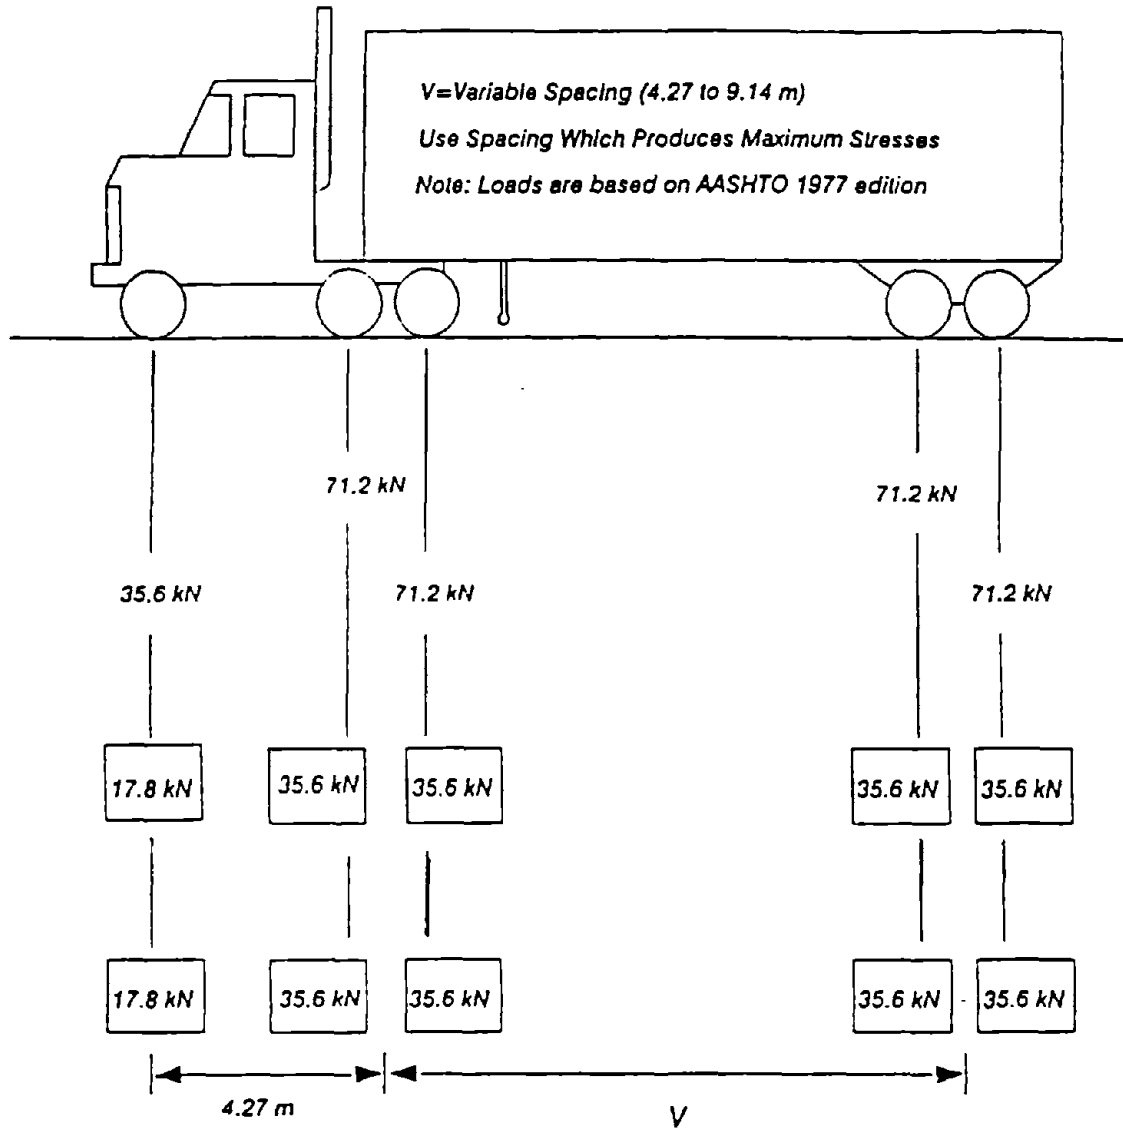 V=Variable Spacing (4.27 to 9.14 m)
Use Spacing Which Produces Maximum Stresses
Note: Loads are based on AASHTO 1977 edition
71.2 kN
71.2 kN
35.6 kN
71.2 kN
71.2 kN
17.8 kN
35.6 kN
35.6 kN
35.6 kN
35.6 kN
17.8 kN
35.6 kN
35.6 kN
35.6 kN
35.6 kN
4.27 m
V